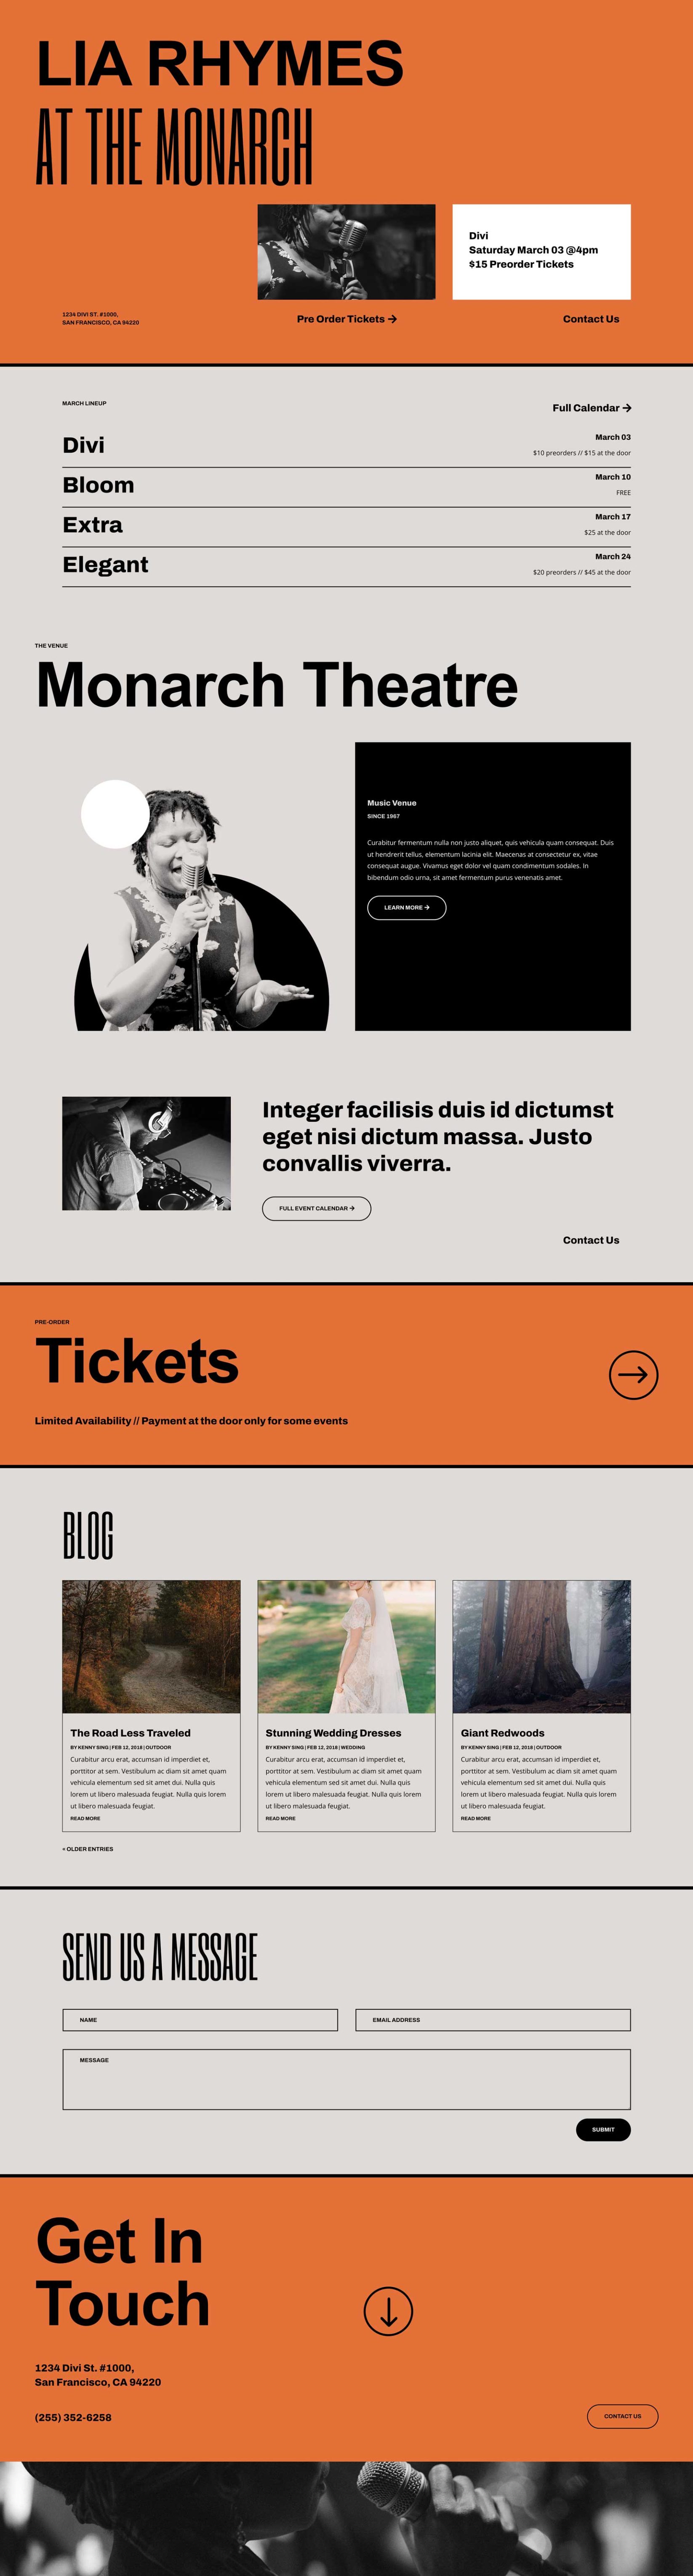 LIA RHYMES
AT THE MONARCH
Divi
Saturday March 03 @4pm
$15 Preorder Tickets
1234 DIVI ST. #1000,
SAN FRANCISCO, CA 94220
Pre Order Tickets →
Contact Us
MARCH LINEUP
Full Calendar →
Divi
March 03
$10 preorders // $15 at the door
Bloom
March 10
FREE
Extra
March 17
$25 at the door
Elegant
March 24
$20 preorders // $45 at the door
THE VENUE
Monarch Theatre
Music Venue
SINCE 1967
Curabitur fermentum nulla non justo aliquet, quis vehicula quam consequat. Duis
ut hendrerit tellus, elementum lacinia elit. Maecenas at consectetur ex, vitae
consequat augue. Vivamus eget dolor vel quam condimentum sodales. In
bibendum odio urna, sit amet fermentum purus venenatis amet.
LEARN MORE →
Integer facilisis duis id dictumst
eget nisi dictum massa. Justo
convallis viverra.
FULL EVENT CALENDAR →
Contact Us
PRE-ORDER
Tickets
Limited Availability // Payment at the door only for some events
BLOG
The Road Less Traveled
BY KENNY SING | FEB 12, 2018 | OUTDOOR
Curabitur arcu erat, accumsan id imperdiet et,
porttitor at sem. Vestibulum ac diam sit amet quam
vehicula elementum sed sit amet dui. Nulla quis
lorem ut libero malesuada feugiat. Nulla quis lorem
ut libero malesuada feugiat.
READ MORE
Stunning Wedding Dresses
BY KENNY SING | FEB 12, 2018 | WEDDING
Curabitur arcu erat, accumsan id imperdiet et,
porttitor at sem. Vestibulum ac diam sit amet quam
vehicula elementum sed sit amet dui. Nulla quis
lorem ut libero malesuada feugiat. Nulla quis lorem
ut libero malesuada feugiat.
READ MORE
Giant Redwoods
BY KENNY SING | FEB 12, 2018 | OUTDOOR
Curabitur arcu erat, accumsan id imperdiet et,
porttitor at sem. Vestibulum ac diam sit amet quam
vehicula elementum sed sit amet dui. Nulla quis
lorem ut libero malesuada feugiat. Nulla quis lorem
ut libero malesuada feugiat.
READ MORE
« OLDER ENTRIES
SEND US A MESSAGE
NAME
EMAIL ADDRESS
MESSAGE
SUBMIT
Get In
Touch
1234 Divi St. #1000,
San Francisco, CA 94220
(255) 352-6258
CONTACT US